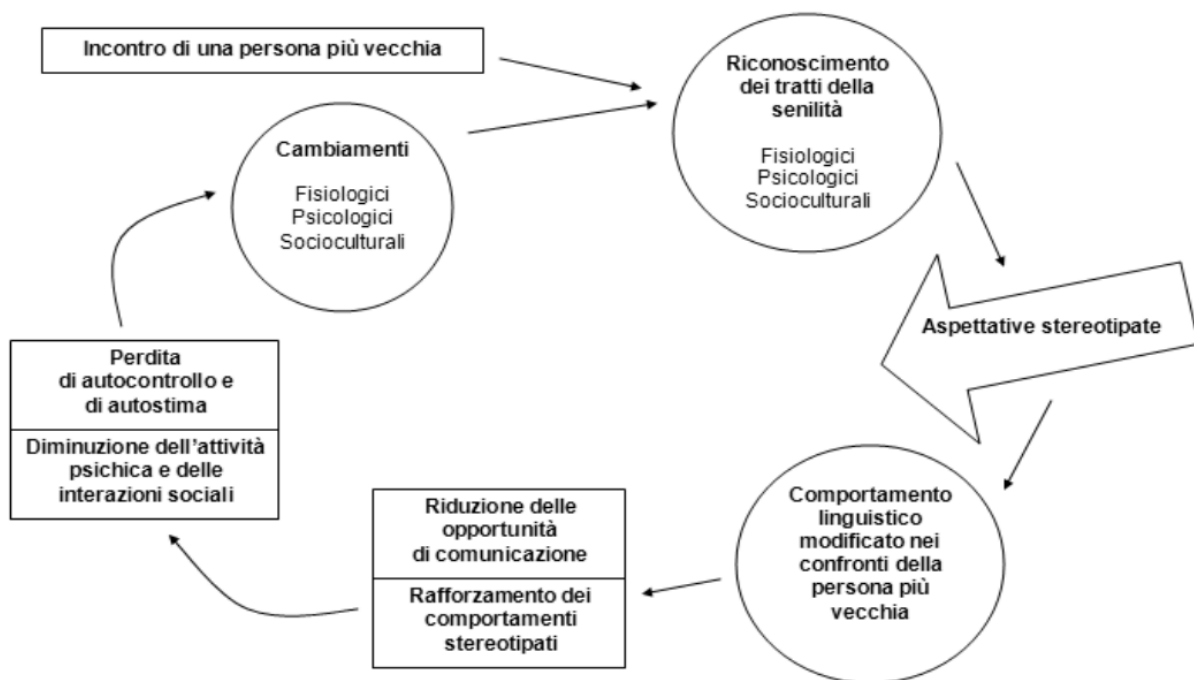 Incontro di una persona più vecchia
Riconoscimento
dei tratti della
senilità
Fisiologici
Psicologici
Socioculturali
Cambiamenti
Fisiologici
Psicologici
Socioculturali
Aspettative stereotipate
Perdita
di autocontrollo e
di autostima
Diminuzione dell'attività
psichica e delle
interazioni sociali
Riduzione delle
opportunità
di comunicazione
Rafforzamento dei
comportamenti
stereotipati
Comportamento
linguistico
modificato nei
confronti della
persona più
vecchia